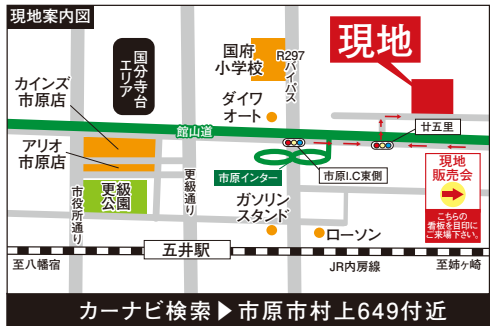 現地案内図
国分寺台
エリア
国府
小学校
R297
バイパス
現地
カインズ
市原店
ダイワ
オート
館山道
廿五里
アリオ
市原店
市原インター
市原I.C東側
現地
販売会
こちらの
看板を目印に
ご来場下さい。
更級
公園
市役所通り
更級通り
ガソリン
スタンド
ローソン
五井駅
至八幡宿
JR内房線
至姉ヶ崎
カーナビ検索▶市原市村上649付近